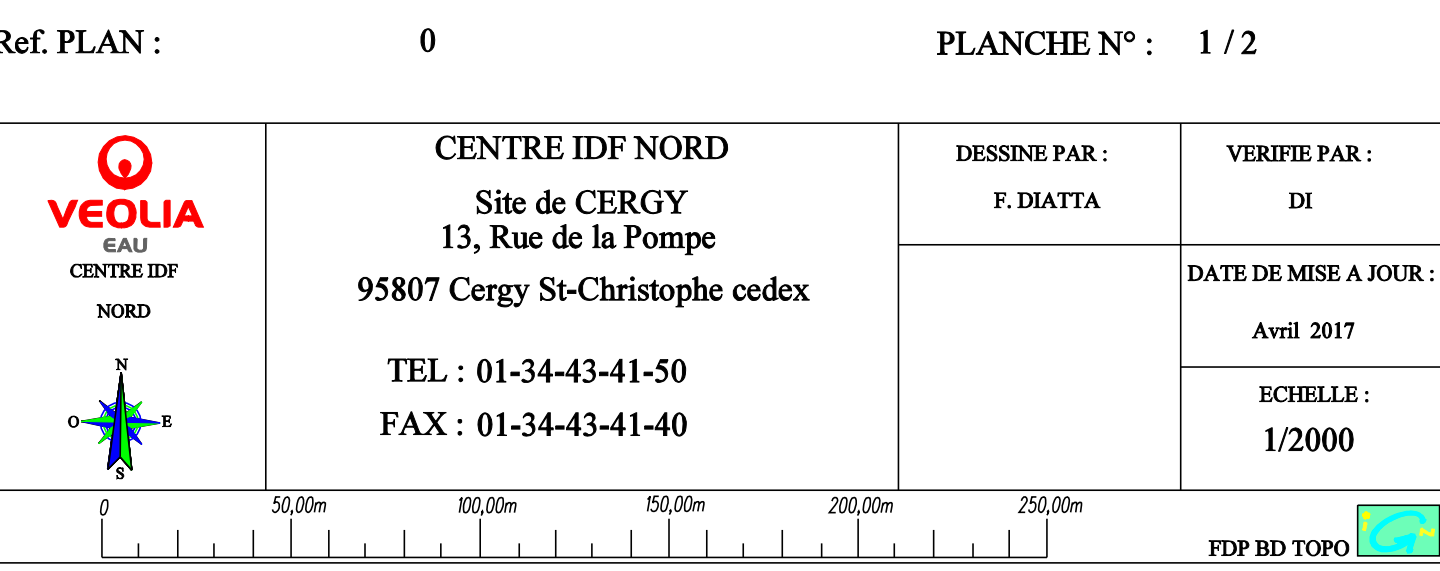 Ref. PLAN : 0 PLANCHE N° : 1 / 2
VEOLIA
EAU
CENTRE IDF
NORD
N
O E
S
CENTRE IDF NORD
Site de CERGY
13, Rue de la Pompe
95807 Cergy St-Christophe cedex
TEL : 01-34-43-41-50
FAX : 01-34-43-41-40
DESSINE PAR :
F. DIATTA
VERIFIE PAR :
DI
DATE DE MISE A JOUR :
Avril 2017
ECHELLE :
1/2000
0 50,00m 100,00m 150,00m 200,00m 250,00m
FDP BD TOPO
i G N